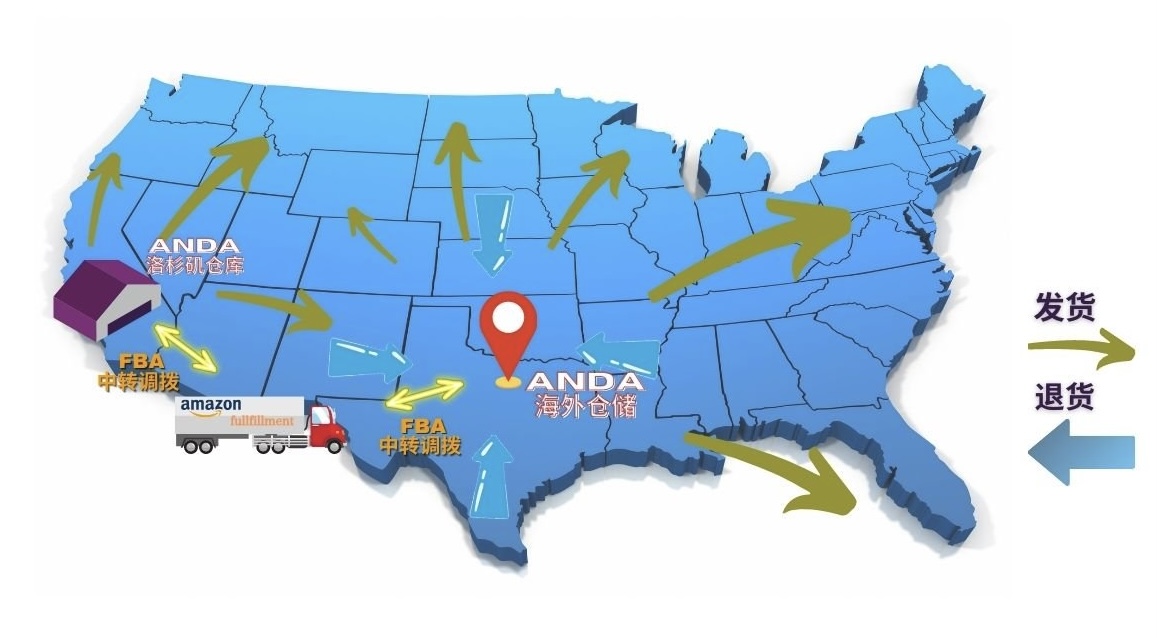 ANDA
洛杉矶仓库
FBA
中转调拨
amazon
fullfillment
FBA
中转调拨
ANDA
海外仓储
发货
退货